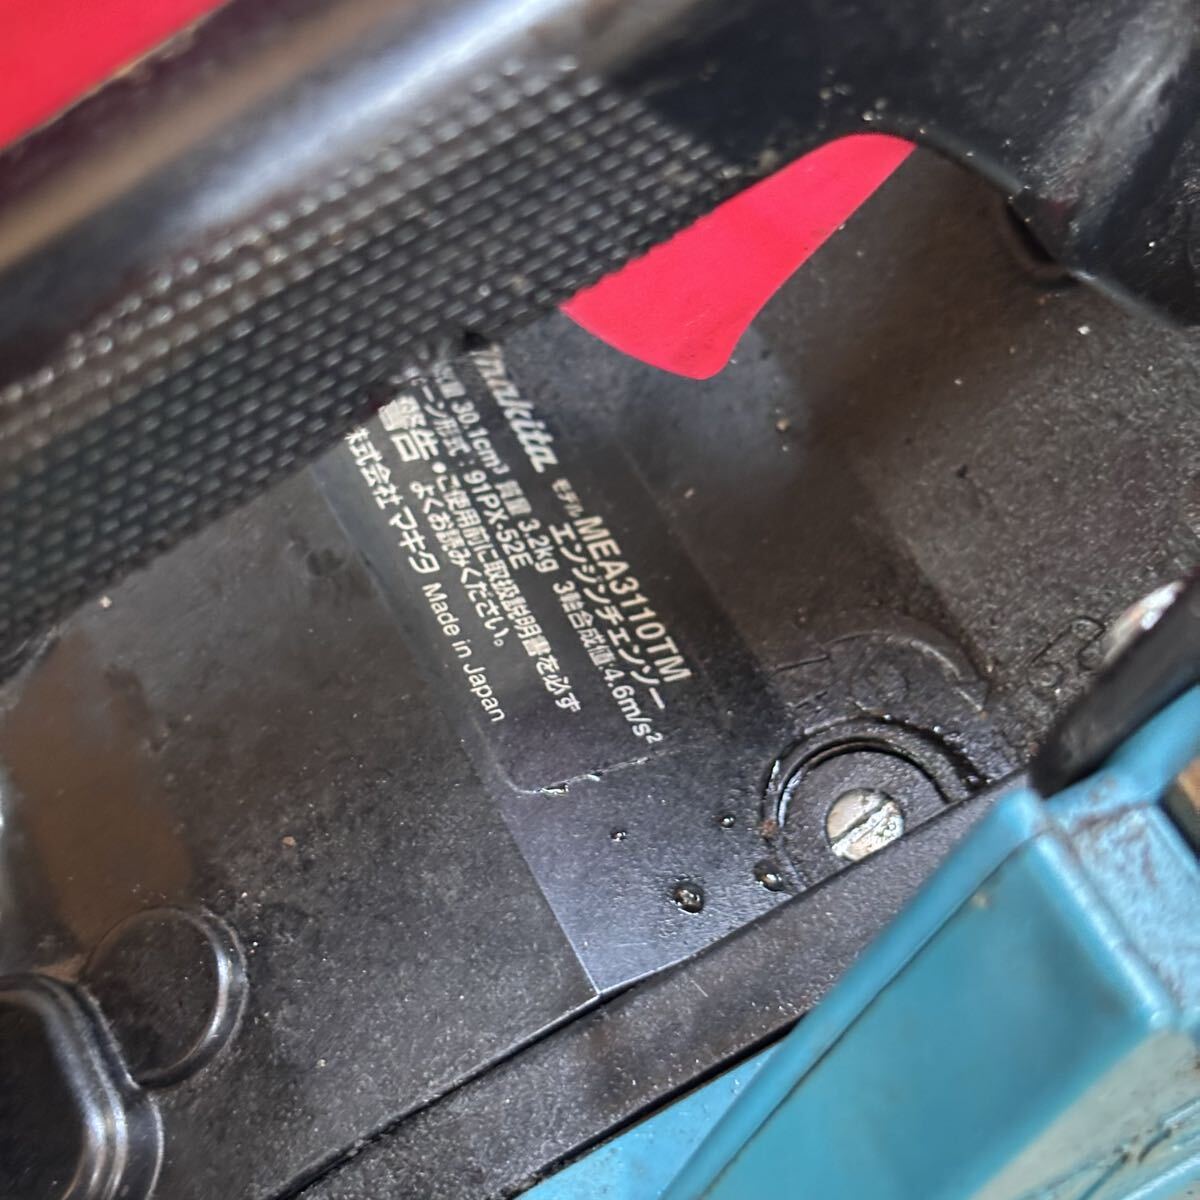 makita モデル MEA3110TM
エンジンチェンソー
気量 30.1cm³ 質量 3.2kg 3軸合成値:4.6m/s²
チェーン形式:91PX-52E
警告 •ご使用前に取扱説明書を必ず
よくお読みください。
株式会社 マキタ Made in Japan